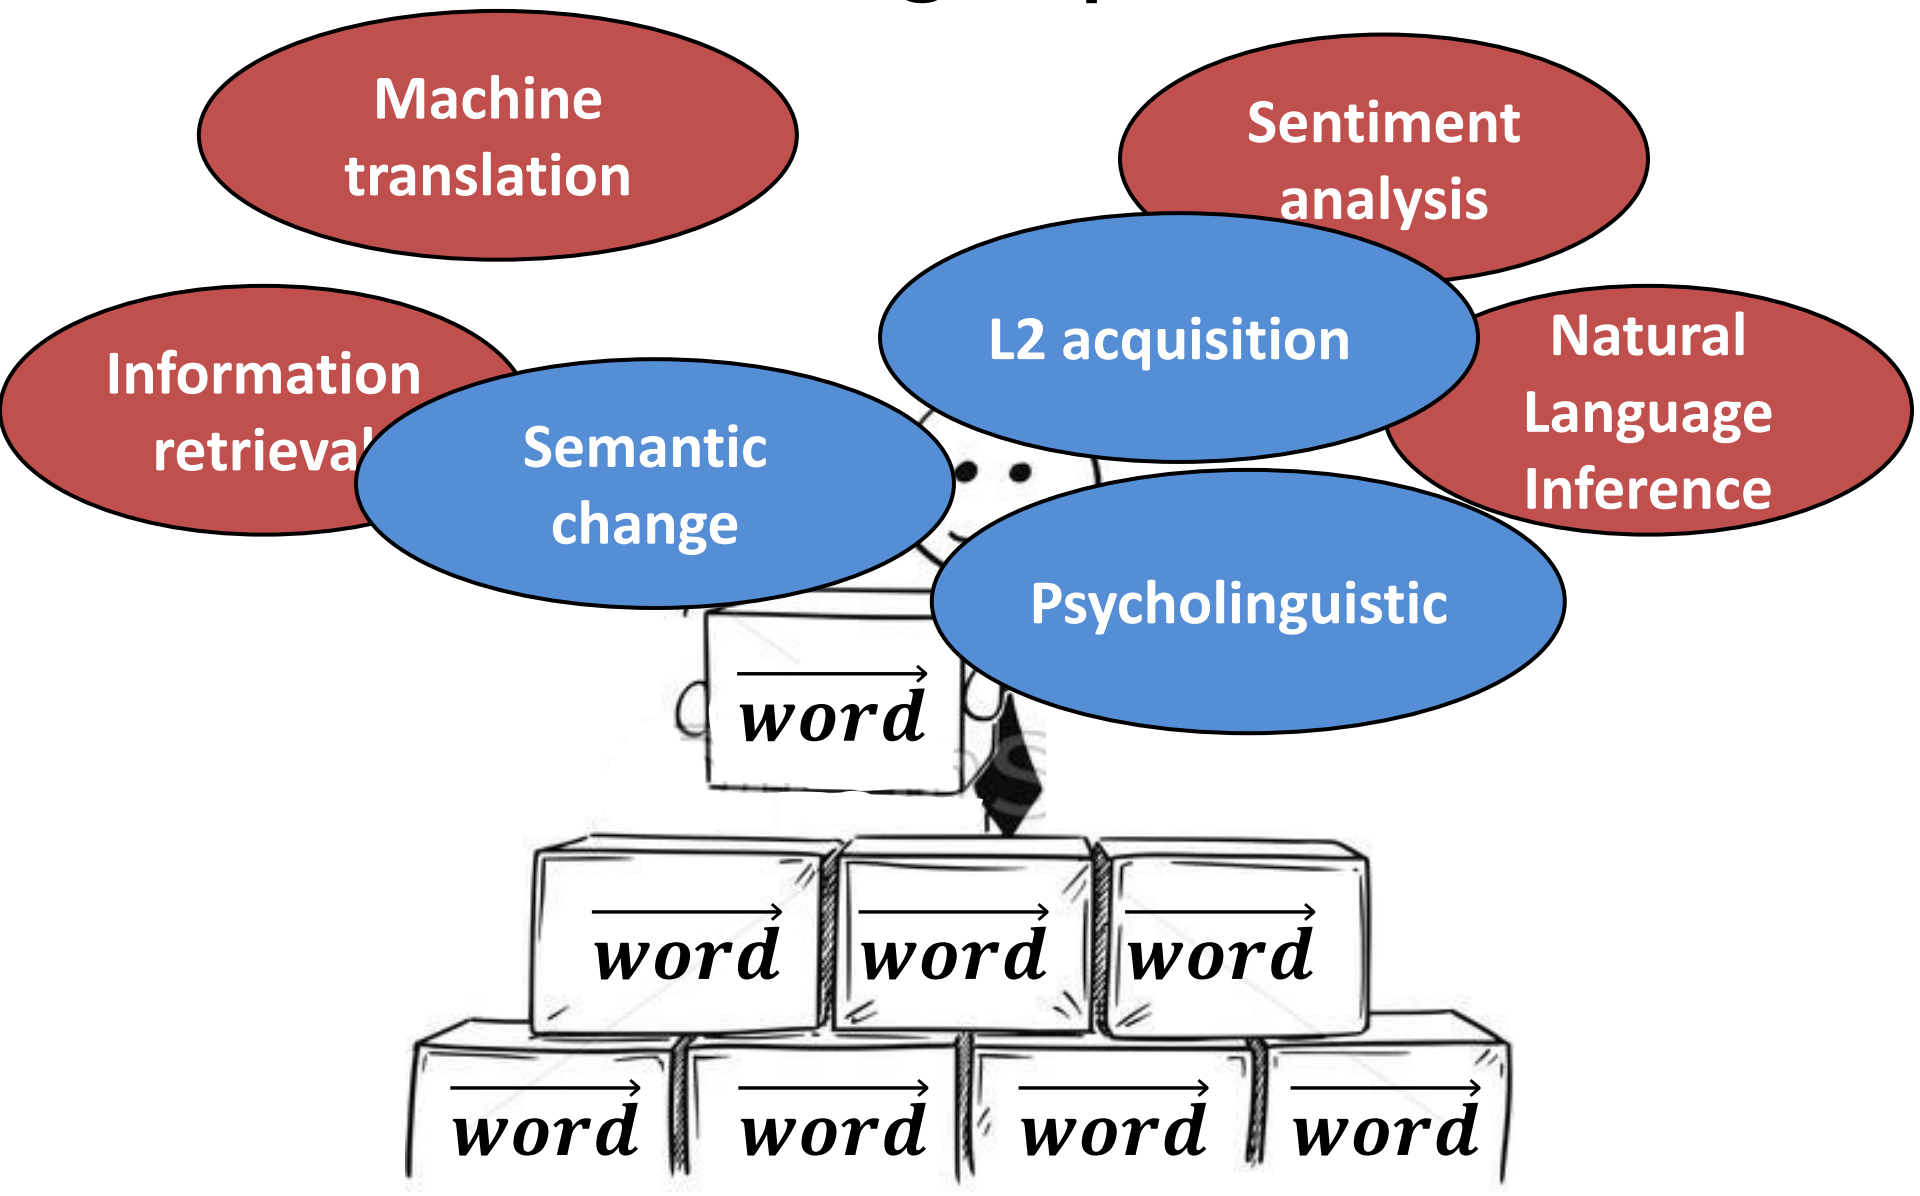 Machine
translation
Sentiment
analysis
Information
retrieval
Semantic
change
L2 acquisition
Natural
Language
Inference
Psycholinguistic
word
word word word
word word word word